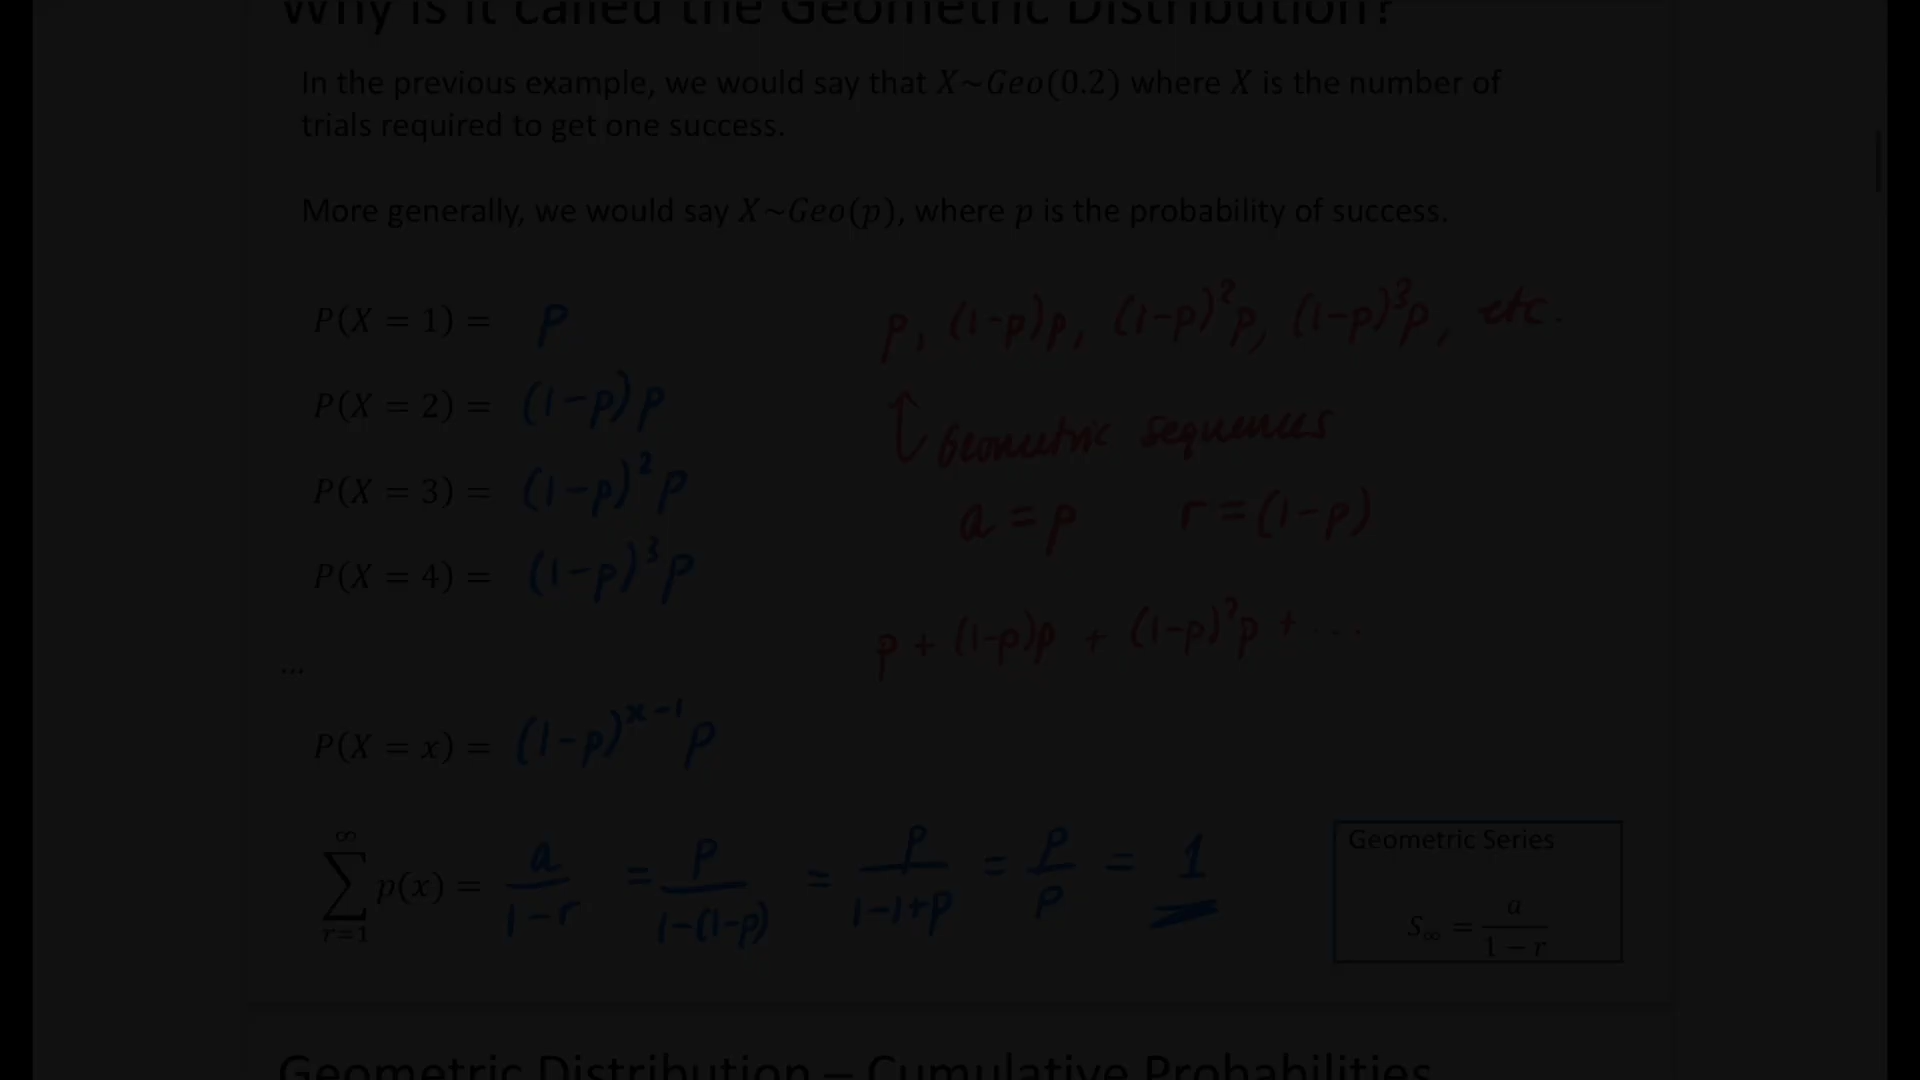 Why is it called the Geometric Distribution?
In the previous example, we would say that X~Geo(0.2) where X is the number of
trials required to get one success.
More generally, we would say X~Geo(p), where p is the probability of success.
P(X = 1) = p
P(X = 2) = (1-p)p
P(X = 3) = (1-p)²p
P(X = 4) = (1-p)³p
...
P(X = x) = (1-p)^{x-1} p
p, (1-p)p, (1-p)²p, (1-p)³p, etc.
Geometric sequences
a = p r = (1-p)
p + (1-p)p + (1-p)²p + ...
∑_{r=1}^{∞} p(x) = a/(1-r) = p/(1-(1-p)) = p/(1-1+p) = p/p = 1
Geometric Series
S_∞ = a/(1 − r)
Geometric Distribution – Cumulative Probabilities